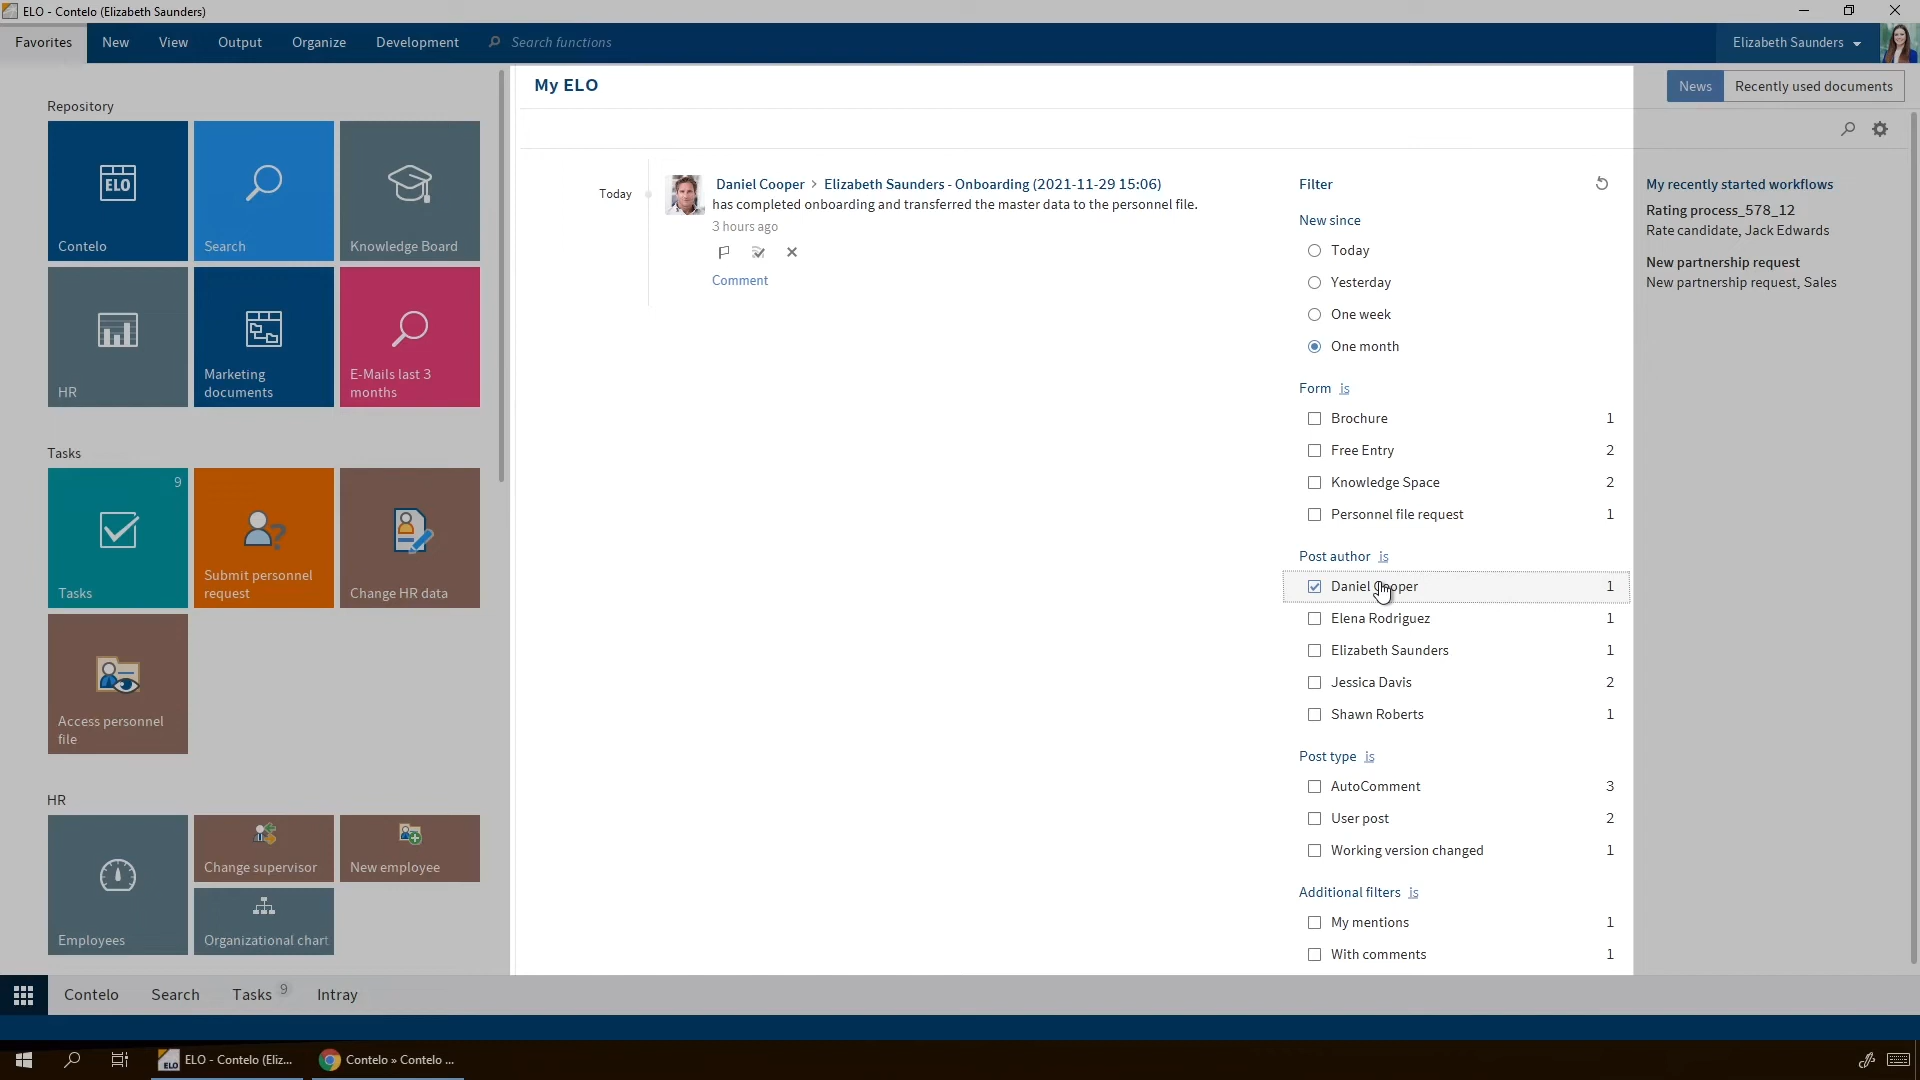 ELO - Contelo (Elizabeth Saunders)
Favorites New View Output Organize Development Search functions Elizabeth Saunders
Repository
Contelo
ELO
Search
Knowledge Board
HR
Marketing
documents
E-Mails last 3
months
Tasks
9
Tasks
Submit personnel
request
Change HR data
Access personnel
file
HR
Employees
Change supervisor
New employee
Organizational chart
My ELO
News Recently used documents
Today
Daniel Cooper > Elizabeth Saunders - Onboarding (2021-11-29 15:06)
has completed onboarding and transferred the master data to the personnel file.
3 hours ago
Comment
Filter
New since
Today
Yesterday
One week
One month
Form is
Brochure 1
Free Entry 2
Knowledge Space 2
Personnel file request 1
Post author is
Daniel Cooper 1
Elena Rodriguez 1
Elizabeth Saunders 1
Jessica Davis 2
Shawn Roberts 1
Post type is
AutoComment 3
User post 2
Working version changed 1
Additional filters is
My mentions 1
With comments 1
My recently started workflows
Rating process_578_12
Rate candidate, Jack Edwards
New partnership request
New partnership request, Sales
Contelo Search Tasks 9 Intray
ELO - Contelo (Eliz... Contelo » Contelo ...